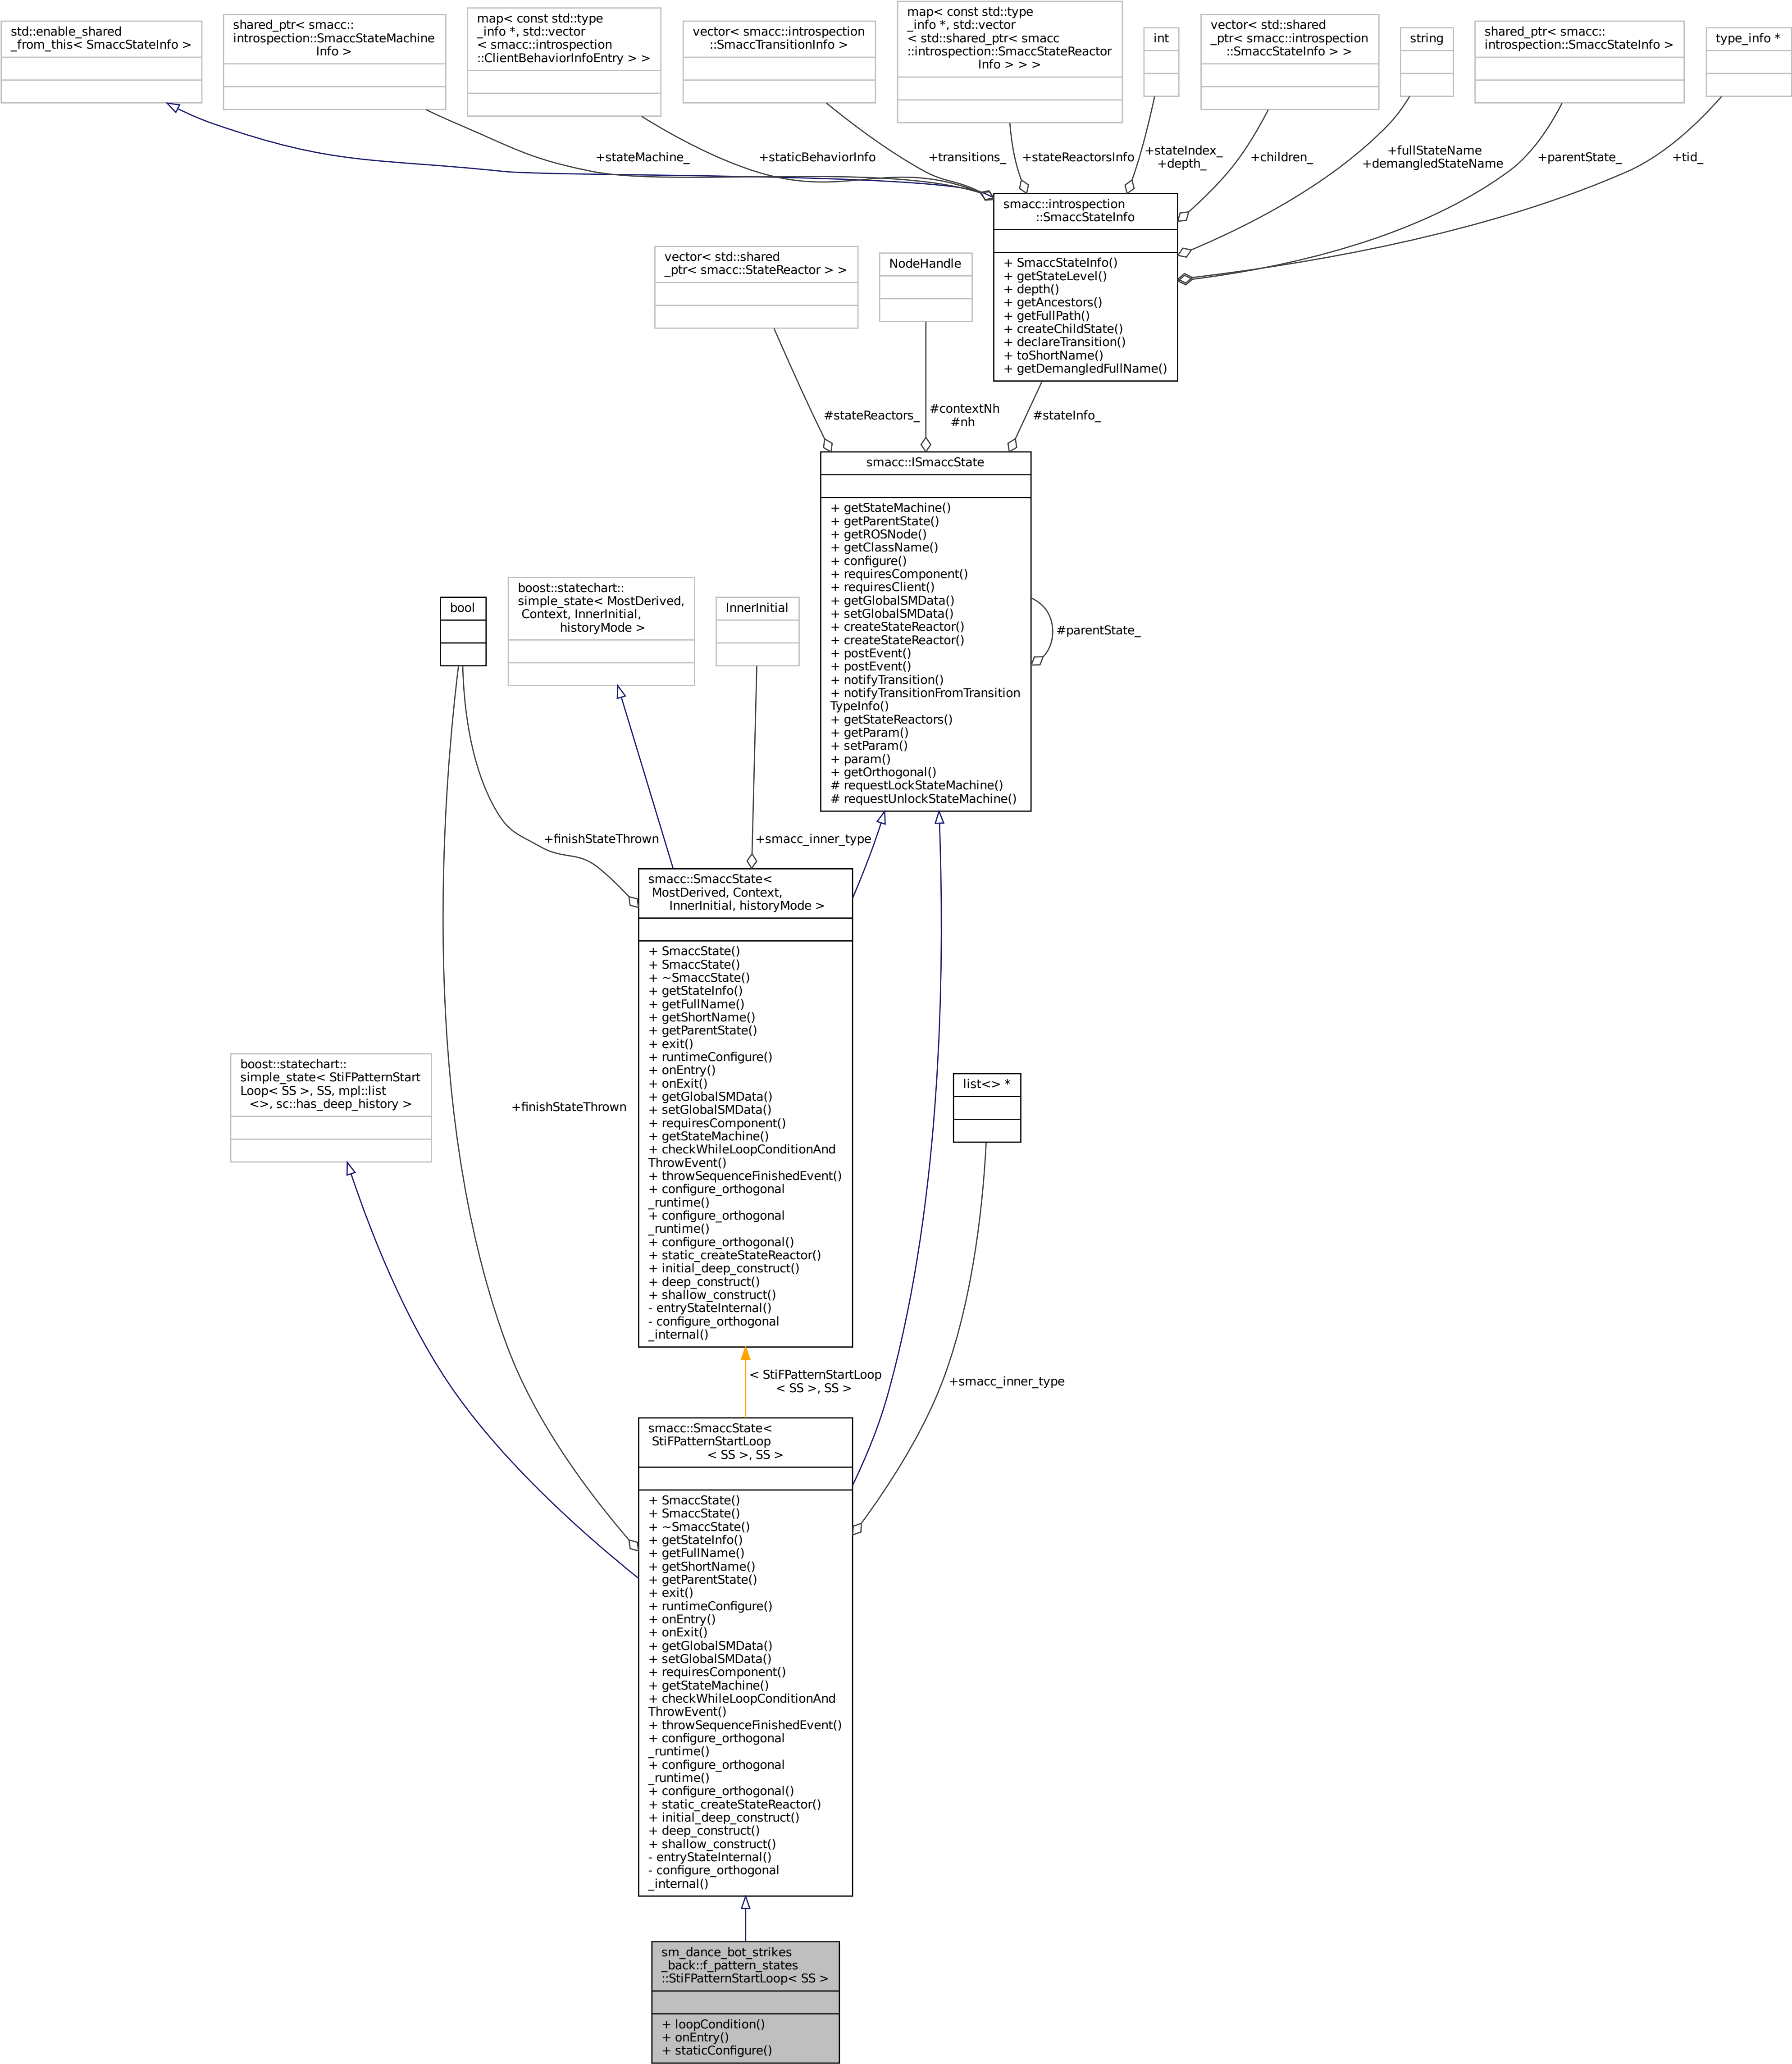 std::enable_shared
_from_this< SmaccStateInfo >
shared_ptr< smacc::
introspection::SmaccStateMachine
Info >
map< const std::type
_info *, std::vector
< smacc::introspection
::ClientBehaviorInfoEntry > >
vector< smacc::introspection
::SmaccTransitionInfo >
map< const std::type
_info *, std::vector
< std::shared_ptr< smacc
::introspection::SmaccStateReactor
Info > > >
int
vector< std::shared
_ptr< smacc::introspection
::SmaccStateInfo > >
string
shared_ptr< smacc::
introspection::SmaccStateInfo >
type_info *
+stateMachine_
+staticBehaviorInfo
+transitions_
+stateReactorsInfo
+stateIndex_
+depth_
+children_
+fullStateName
+demangledStateName
+parentState_
+tid_
smacc::introspection
::SmaccStateInfo
+ SmaccStateInfo()
+ getStateLevel()
+ depth()
+ getAncestors()
+ getFullPath()
+ createChildState()
+ declareTransition()
+ toShortName()
+ getDemangledFullName()
vector< std::shared
_ptr< smacc::StateReactor > >
NodeHandle
#stateReactors_
#contextNh
#nh
#stateInfo_
smacc::ISmaccState
+ getStateMachine()
+ getParentState()
+ getROSNode()
+ getClassName()
+ configure()
+ requiresComponent()
+ requiresClient()
+ getGlobalSMData()
+ setGlobalSMData()
+ createStateReactor()
+ createStateReactor()
+ postEvent()
+ postEvent()
+ notifyTransition()
+ notifyTransitionFromTransition
TypeInfo()
+ getStateReactors()
+ getParam()
+ setParam()
+ param()
+ getOrthogonal()
# requestLockStateMachine()
# requestUnlockStateMachine()
#parentState_
bool
boost::statechart::
simple_state< MostDerived,
Context, InnerInitial,
historyMode >
InnerInitial
+finishStateThrown
+smacc_inner_type
smacc::SmaccState<
MostDerived, Context,
InnerInitial, historyMode >
+ SmaccState()
+ SmaccState()
+ ~SmaccState()
+ getStateInfo()
+ getFullName()
+ getShortName()
+ getParentState()
+ exit()
+ runtimeConfigure()
+ onEntry()
+ onExit()
+ getGlobalSMData()
+ setGlobalSMData()
+ requiresComponent()
+ getStateMachine()
+ checkWhileLoopConditionAnd
ThrowEvent()
+ throwSequenceFinishedEvent()
+ configure_orthogonal
_runtime()
+ configure_orthogonal
_runtime()
+ configure_orthogonal()
+ static_createStateReactor()
+ initial_deep_construct()
+ deep_construct()
+ shallow_construct()
- entryStateInternal()
- configure_orthogonal
_internal()
boost::statechart::
simple_state< StiFPatternStart
Loop< SS >, SS, mpl::list
<>, sc::has_deep_history >
+finishStateThrown
list<> *
< StiFPatternStartLoop
< SS >, SS >
+smacc_inner_type
smacc::SmaccState<
StiFPatternStartLoop
< SS >, SS >
+ SmaccState()
+ SmaccState()
+ ~SmaccState()
+ getStateInfo()
+ getFullName()
+ getShortName()
+ getParentState()
+ exit()
+ runtimeConfigure()
+ onEntry()
+ onExit()
+ getGlobalSMData()
+ setGlobalSMData()
+ requiresComponent()
+ getStateMachine()
+ checkWhileLoopConditionAnd
ThrowEvent()
+ throwSequenceFinishedEvent()
+ configure_orthogonal
_runtime()
+ configure_orthogonal
_runtime()
+ configure_orthogonal()
+ static_createStateReactor()
+ initial_deep_construct()
+ deep_construct()
+ shallow_construct()
- entryStateInternal()
- configure_orthogonal
_internal()
sm_dance_bot_strikes
_back::f_pattern_states
::StiFPatternStartLoop< SS >
+ loopCondition()
+ onEntry()
+ staticConfigure()